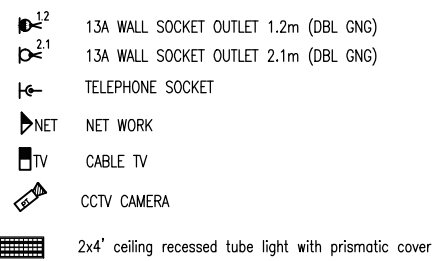 1.2 13A WALL SOCKET OUTLET 1.2m (DBL GNG)
2.1 13A WALL SOCKET OUTLET 2.1m (DBL GNG)
TELEPHONE SOCKET
NET NET WORK
TV CABLE TV
CCTV CAMERA
2x4' ceiling recessed tube light with prismatic cover